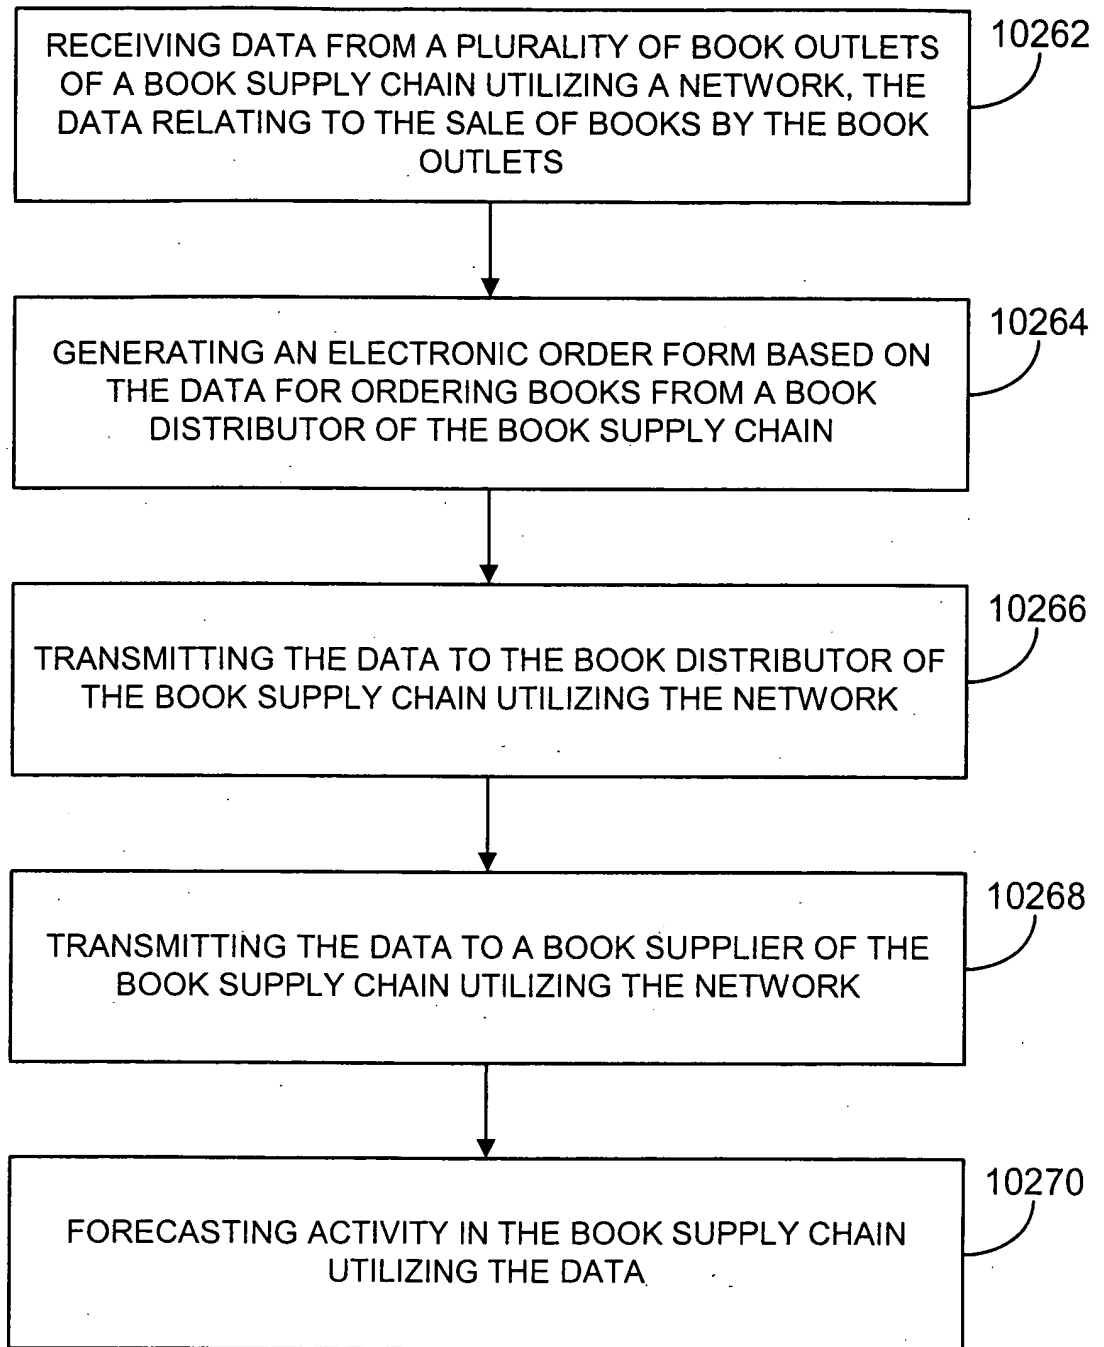 RECEIVING DATA FROM A PLURALITY OF BOOK OUTLETS
OF A BOOK SUPPLY CHAIN UTILIZING A NETWORK, THE
DATA RELATING TO THE SALE OF BOOKS BY THE BOOK
OUTLETS
10262
GENERATING AN ELECTRONIC ORDER FORM BASED ON
THE DATA FOR ORDERING BOOKS FROM A BOOK
DISTRIBUTOR OF THE BOOK SUPPLY CHAIN
10264
TRANSMITTING THE DATA TO THE BOOK DISTRIBUTOR OF
THE BOOK SUPPLY CHAIN UTILIZING THE NETWORK
10266
TRANSMITTING THE DATA TO A BOOK SUPPLIER OF THE
BOOK SUPPLY CHAIN UTILIZING THE NETWORK
10268
FORECASTING ACTIVITY IN THE BOOK SUPPLY CHAIN
UTILIZING THE DATA
10270